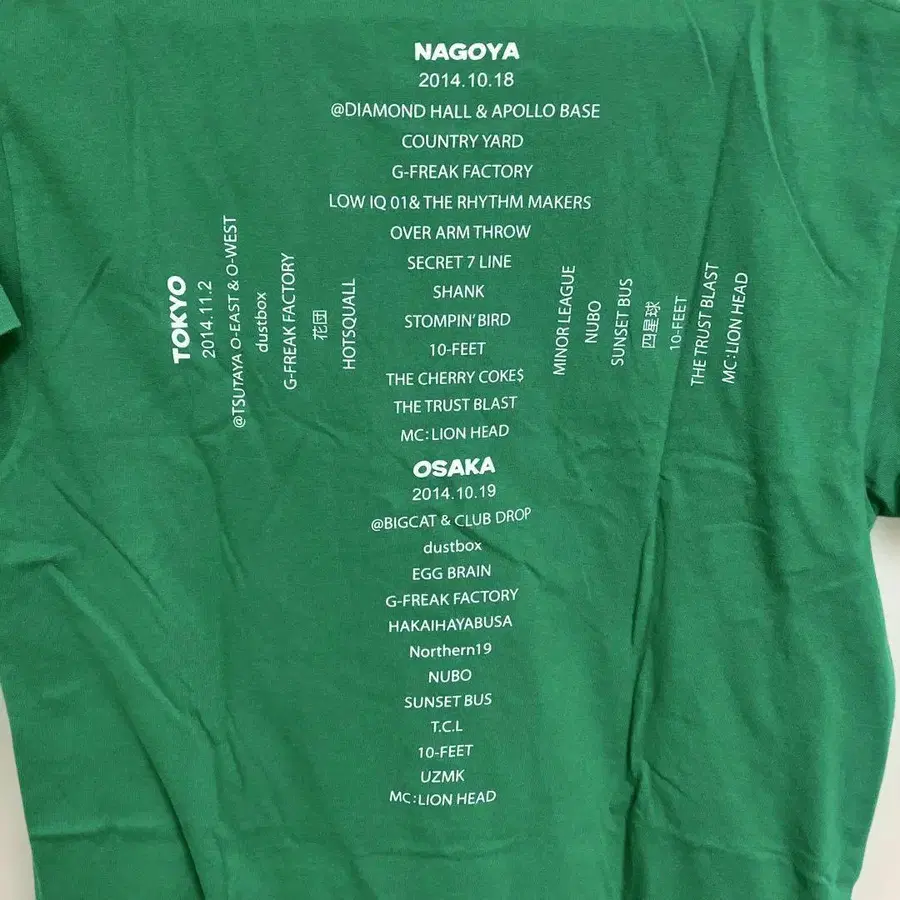 NAGOYA
2014.10.18
@DIAMOND HALL & APOLLO BASE
COUNTRY YARD
G-FREAK FACTORY
LOW IQ 01& THE RHYTHM MAKERS
OVER ARM THROW
SECRET 7 LINE
SHANK
STOMPIN' BIRD
10-FEET
THE CHERRY COKE$
THE TRUST BLAST
MC:LION HEAD
OSAKA
2014.10.19
@BIGCAT & CLUB DROP
dustbox
EGG BRAIN
G-FREAK FACTORY
HAKAIHAYABUSA
Northern19
NUBO
SUNSET BUS
T.C.L
10-FEET
UZMK
MC:LION HEAD
TOKYO
2014.11.2
@TSUTAYA O-EAST & O-WEST
dustbox
G-FREAK FACTORY
花団
HOTSQUALL
MINOR LEAGUE
NUBO
SUNSET BUS
四星球
10-FEET
THE TRUST BLAST
MC:LION HEAD